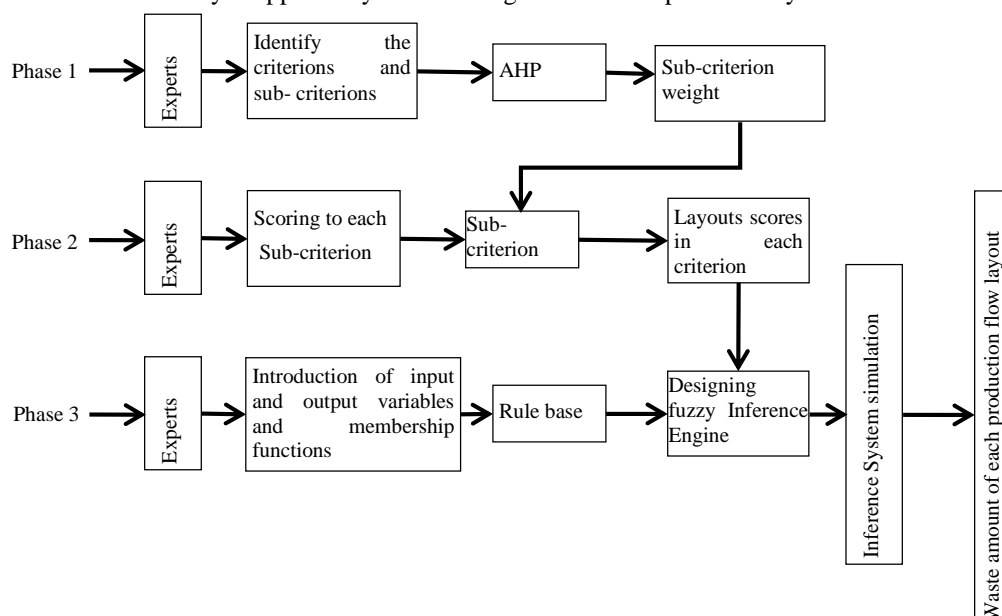 Phase 1
Experts
Identify the
criterions and
sub- criterions
AHP
Sub-criterion
weight
Phase 2
Experts
Scoring to each
Sub-criterion
Sub-
criterion
Layouts scores
in each
criterion
Phase 3
Experts
Introduction of input
and output variables
and membership
functions
Rule base
Designing
fuzzy Inference
Engine
Inference System simulation
Waste amount of each production flow layout